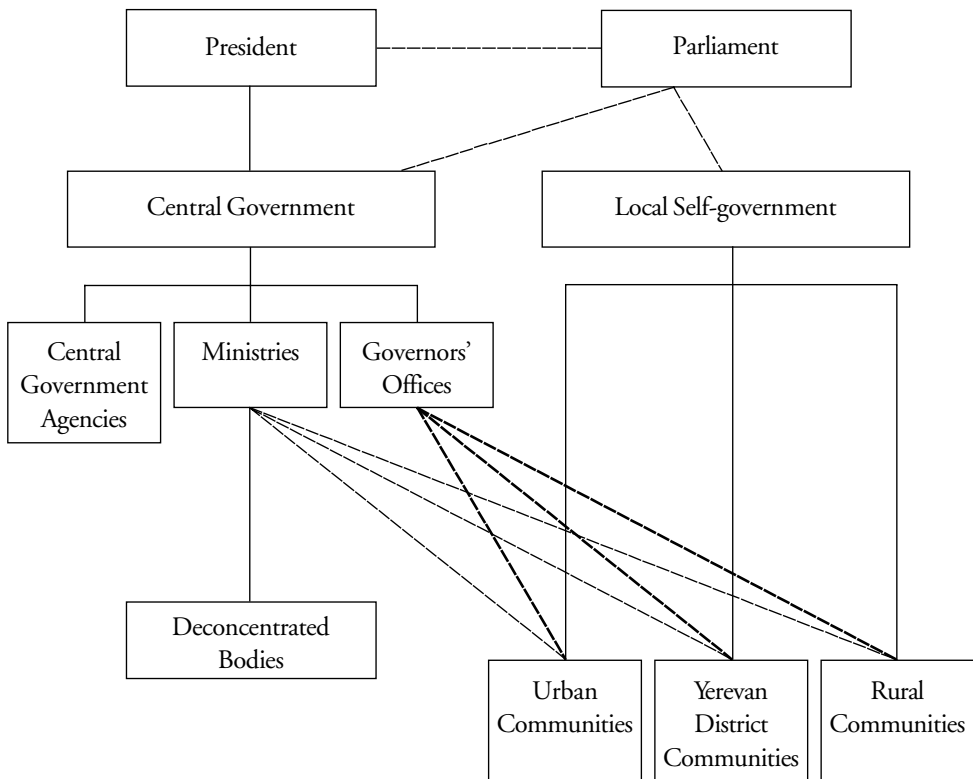 President
Parliament
Central Government
Local Self-government
Central
Government
Agencies
Ministries
Governors’
Offices
Deconcentrated
Bodies
Urban
Communities
Yerevan
District
Communities
Rural
Communities